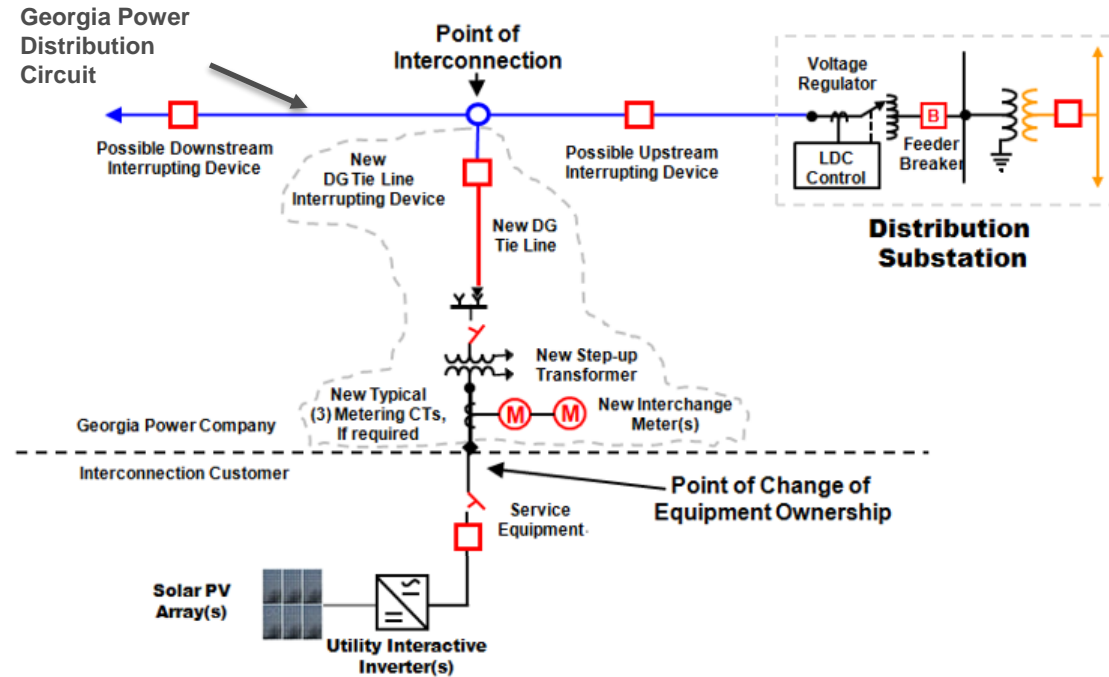 Georgia Power
Distribution
Circuit
Point of
Interconnection
Voltage
Regulator
B
LDC
Control
Feeder
Breaker
Distribution
Substation
Possible Downstream
Interrupting Device
New
DG Tie Line
Interrupting Device
Possible Upstream
Interrupting Device
New DG
Tie Line
New Step-up
Transformer
New Typical
(3) Metering CTs,
If required
M
M
New Interchange
Meter(s)
Georgia Power Company
Interconnection Customer
Point of Change of
Equipment Ownership
Service
Equipment
Solar PV
Array(s)
Utility Interactive
Inverter(s)